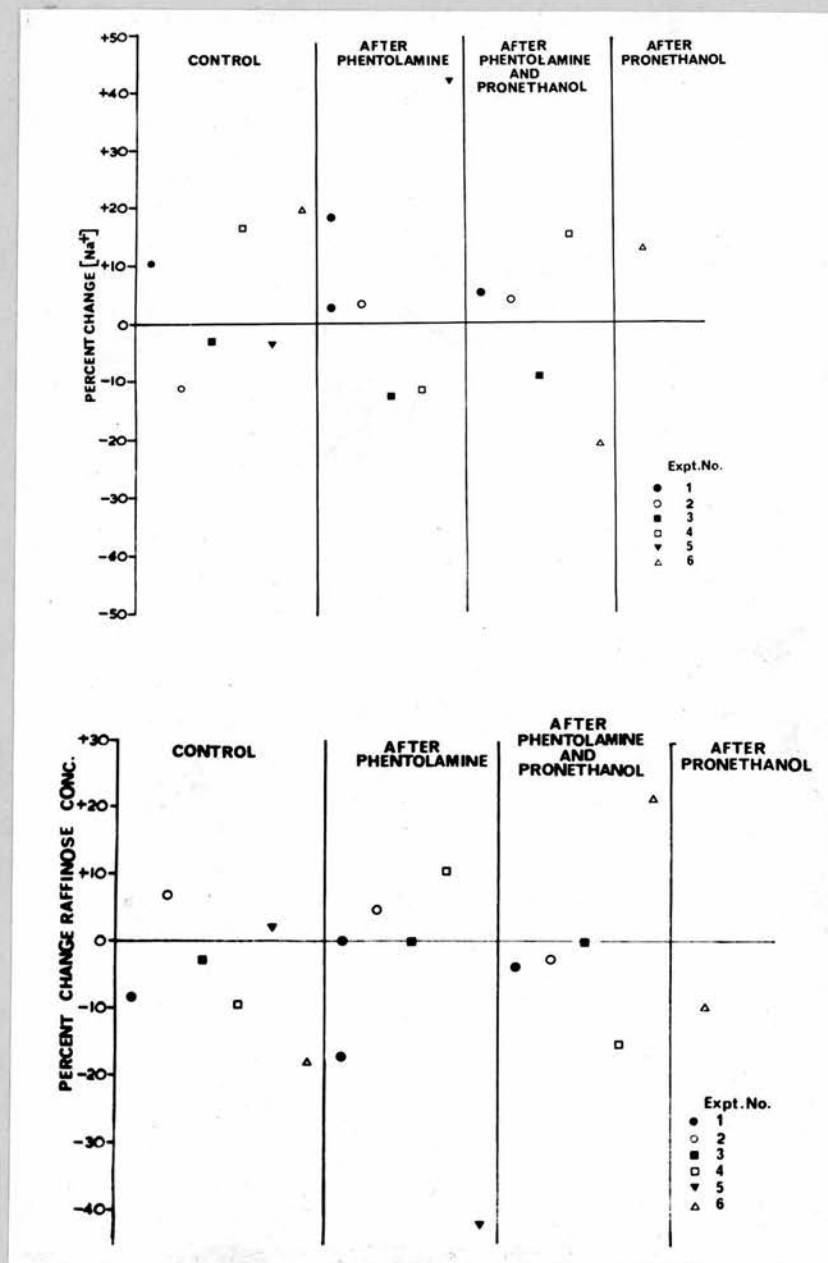 CONTROL
AFTER
PHENTOLAMINE
AFTER
PHENTOLAMINE
AND
PRONETHANOL
AFTER
PRONETHANOL
PERCENT CHANGE [Na+]
+50
+40
+30
+20
+10
0
-10
-20
-30
-40
-50
Expt.No.
1
2
3
4
5
6
CONTROL
AFTER
PHENTOLAMINE
AFTER
PHENTOLAMINE
AND
PRONETHANOL
AFTER
PRONETHANOL
PERCENT CHANGE RAFFINOSE CONC.
+30
+20
+10
0
-10
-20
-30
-40
Expt.No.
1
2
3
4
5
6